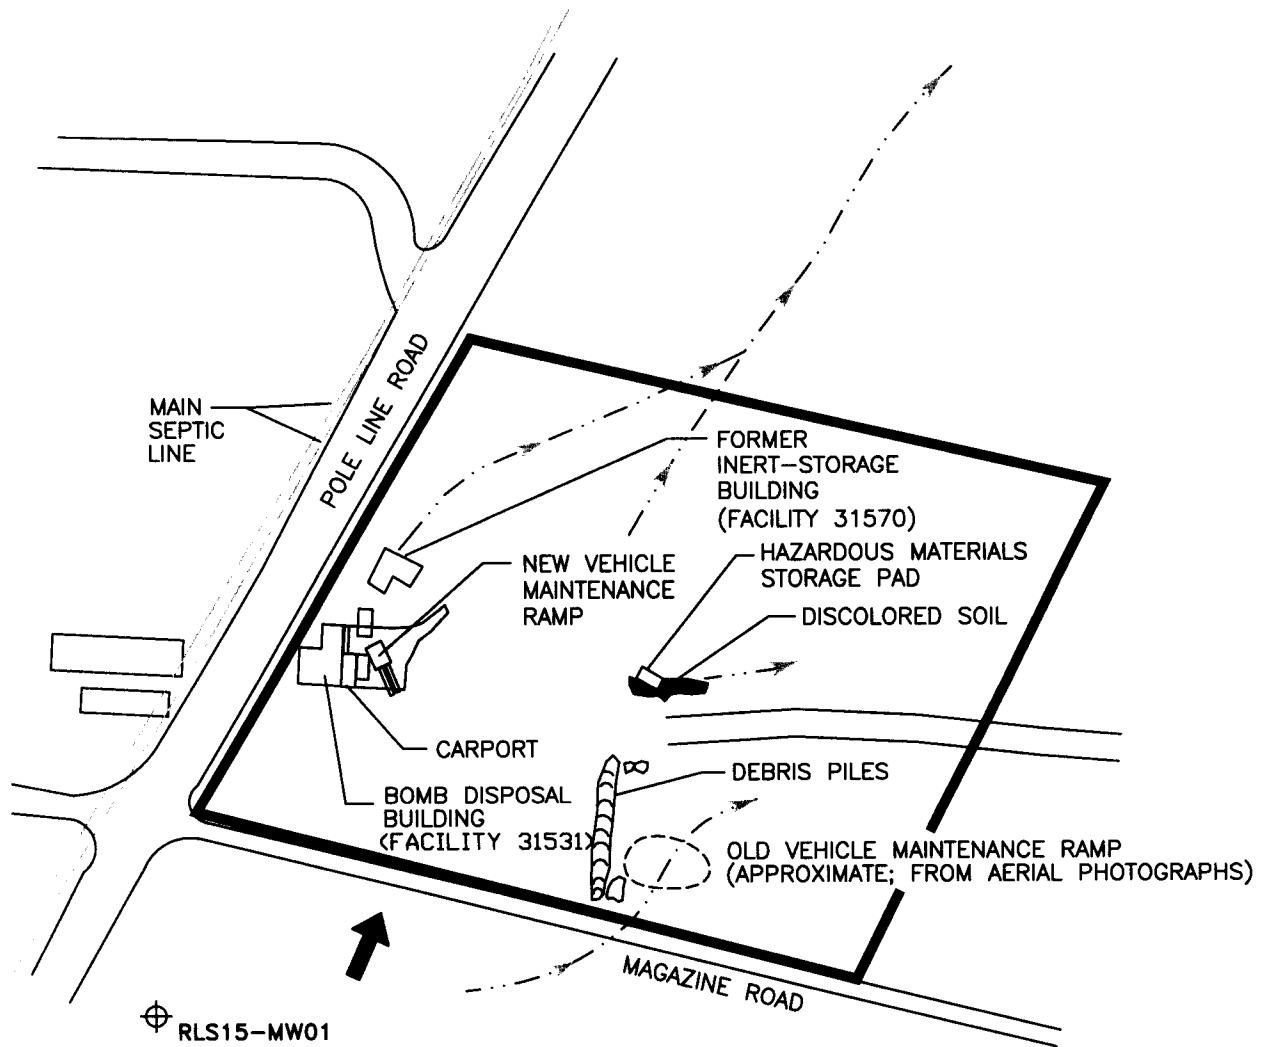 MAIN
SEPTIC
LINE
POLE LINE ROAD
FORMER
INERT-STORAGE
BUILDING
(FACILITY 31570)
NEW VEHICLE
MAINTENANCE
RAMP
HAZARDOUS MATERIALS
STORAGE PAD
DISCOLORED SOIL
CARPORT
DEBRIS PILES
BOMB DISPOSAL
BUILDING
(FACILITY 31531)
OLD VEHICLE MAINTENANCE RAMP
(APPROXIMATE; FROM AERIAL PHOTOGRAPHS)
MAGAZINE ROAD
RLS15-MW01